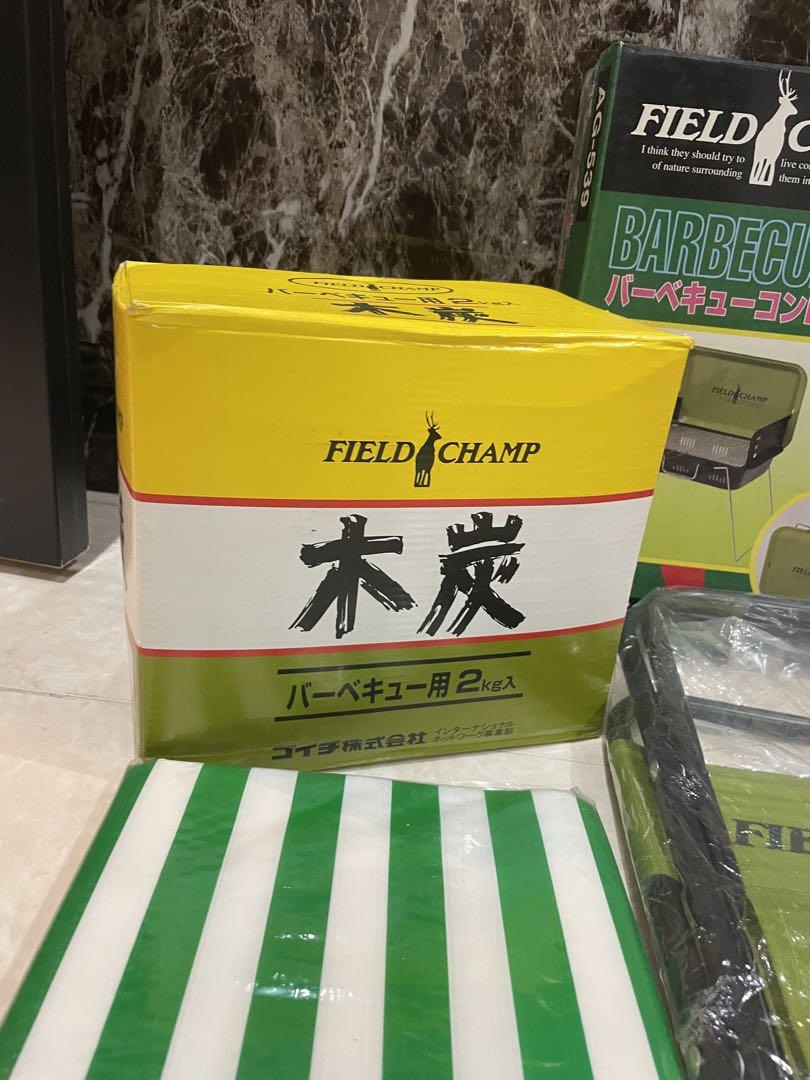 FIELD CHAMP
バーベキュー用2kg入
木炭
FIELD CHAMP
木炭
バーベキュー用2kg入
コイチ株式会社 インターナショナル
ネットワーク事業部
AG-539
FIELD C
I think they should try to live co
of nature surrounding them in
BARBECU
バーベキューコン
FIELD CHAMP
FIE